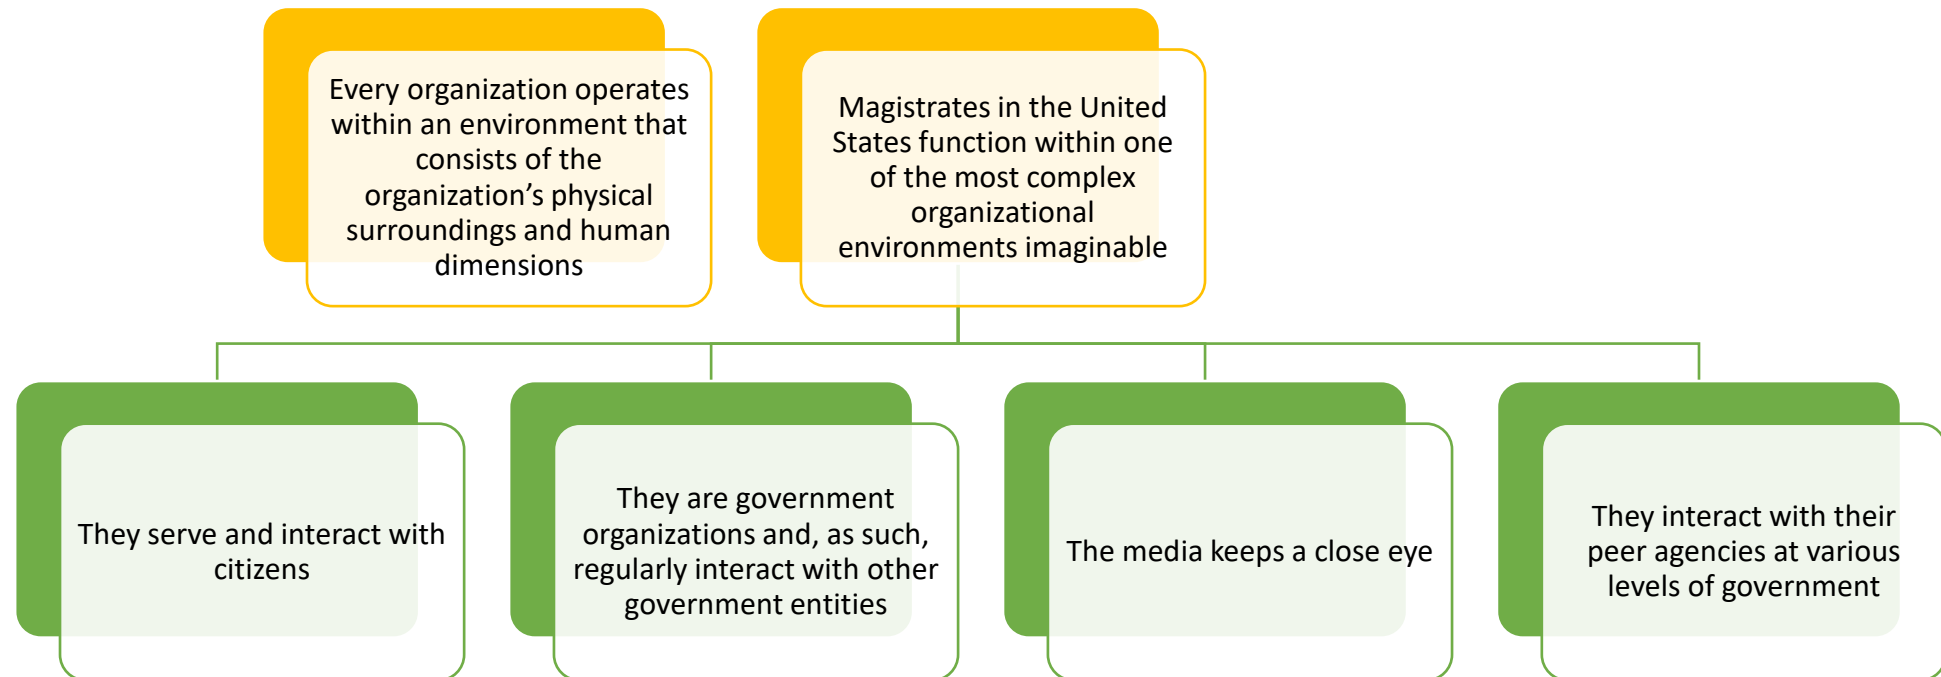 Every organization operates
within an environment that
consists of the
organization’s physical
surroundings and human
dimensions
Magistrates in the United
States function within one
of the most complex
organizational
environments imaginable
They serve and interact with
citizens
They are government
organizations and, as such,
regularly interact with other
government entities
The media keeps a close eye
They interact with their
peer agencies at various
levels of government